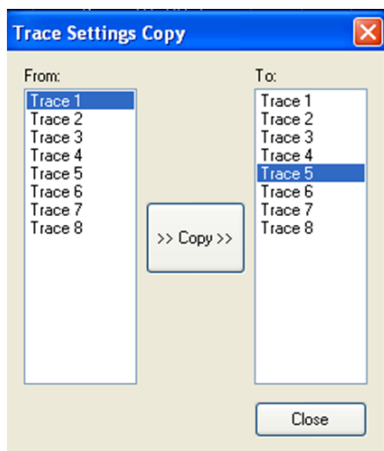 Trace Settings Copy
From:
Trace 1
Trace 2
Trace 3
Trace 4
Trace 5
Trace 6
Trace 7
Trace 8
>> Copy >>
To:
Trace 1
Trace 2
Trace 3
Trace 4
Trace 5
Trace 6
Trace 7
Trace 8
Close